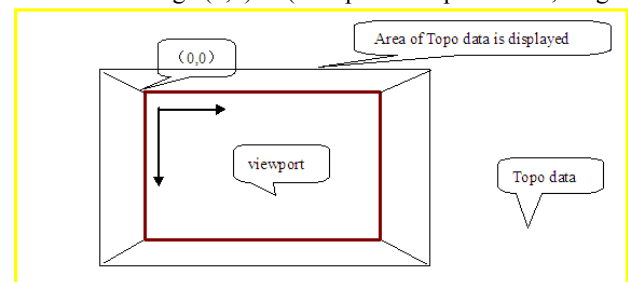 Area of Topo data is displayed
（0,0）
viewport
Topo data